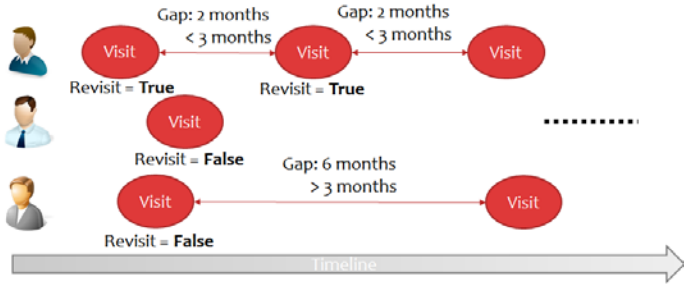 Gap: 2 months
< 3 months
Gap: 2 months
< 3 months
Visit
Visit
Visit
Revisit = True
Revisit = True
Visit
Revisit = False
Gap: 6 months
> 3 months
Visit
Visit
Revisit = False
Timeline